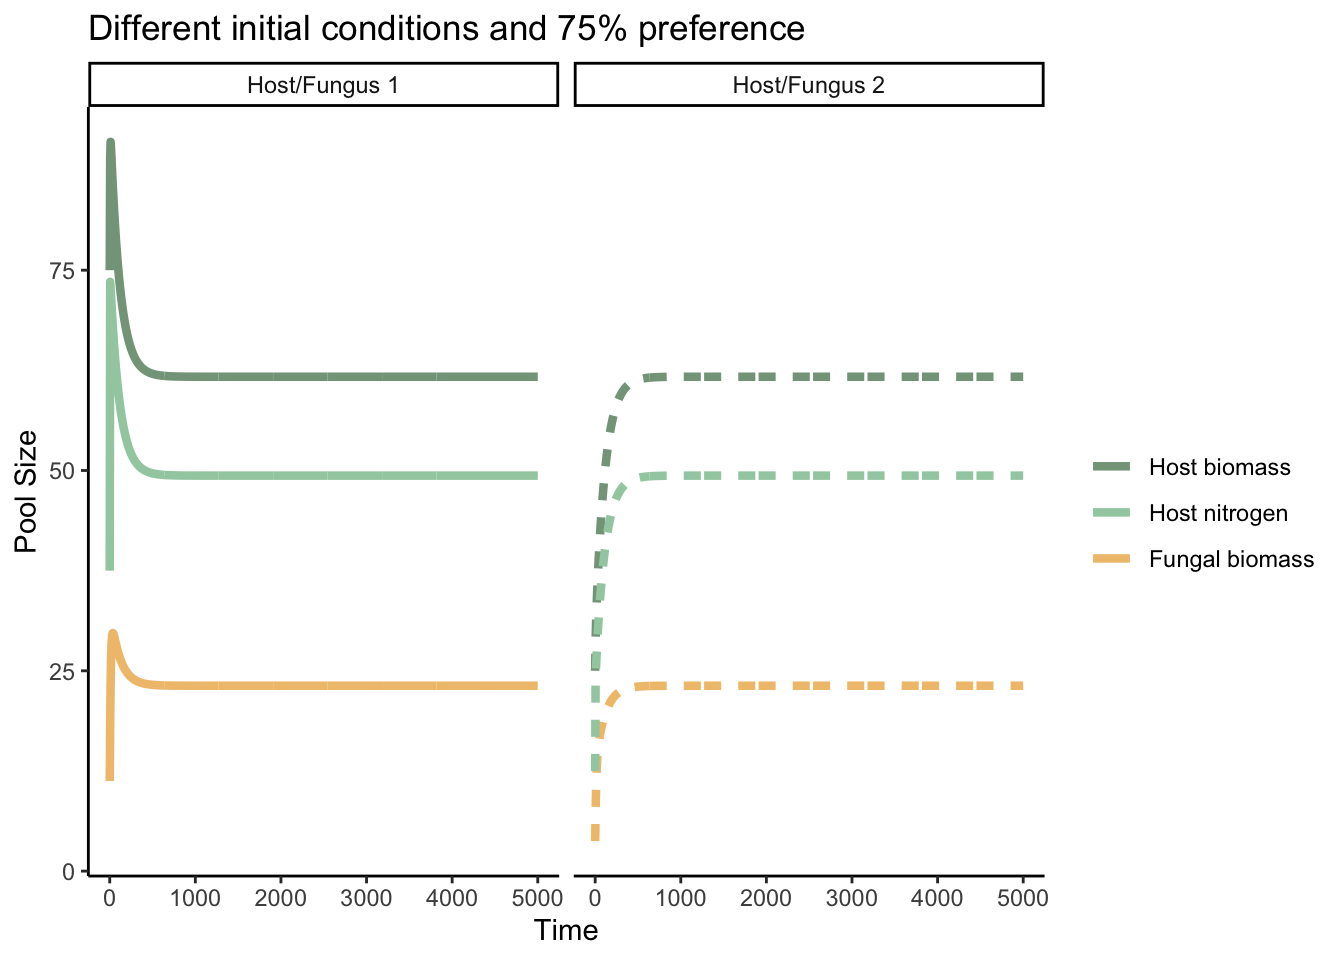 Different initial conditions and 75% preference
Host/Fungus 1
Host/Fungus 2
Pool Size
75
50
25
0
0 1000 2000 3000 4000 5000
0 1000 2000 3000 4000 5000
Time
Host biomass
Host nitrogen
Fungal biomass